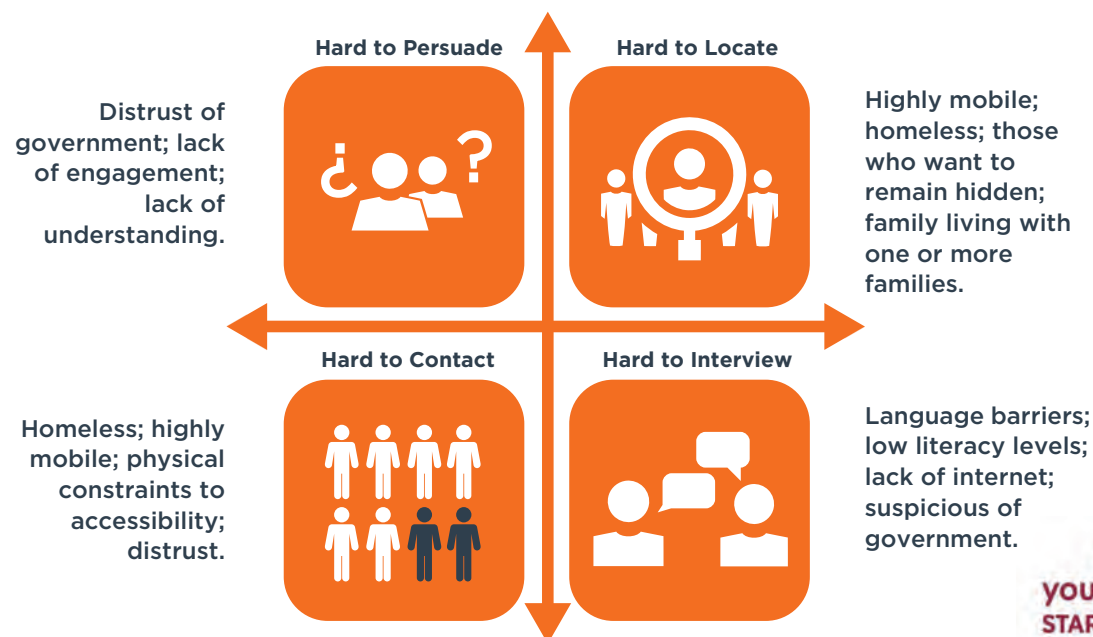 Hard to Persuade
Distrust of
government; lack
of engagement;
lack of
understanding.
¿ ?
Hard to Locate
Highly mobile;
homeless; those
who want to
remain hidden;
family living with
one or more
families.
Hard to Contact
Homeless; highly
mobile; physical
constraints to
accessibility;
distrust.
Hard to Interview
Language barriers;
low literacy levels;
lack of internet;
suspicious of
government.